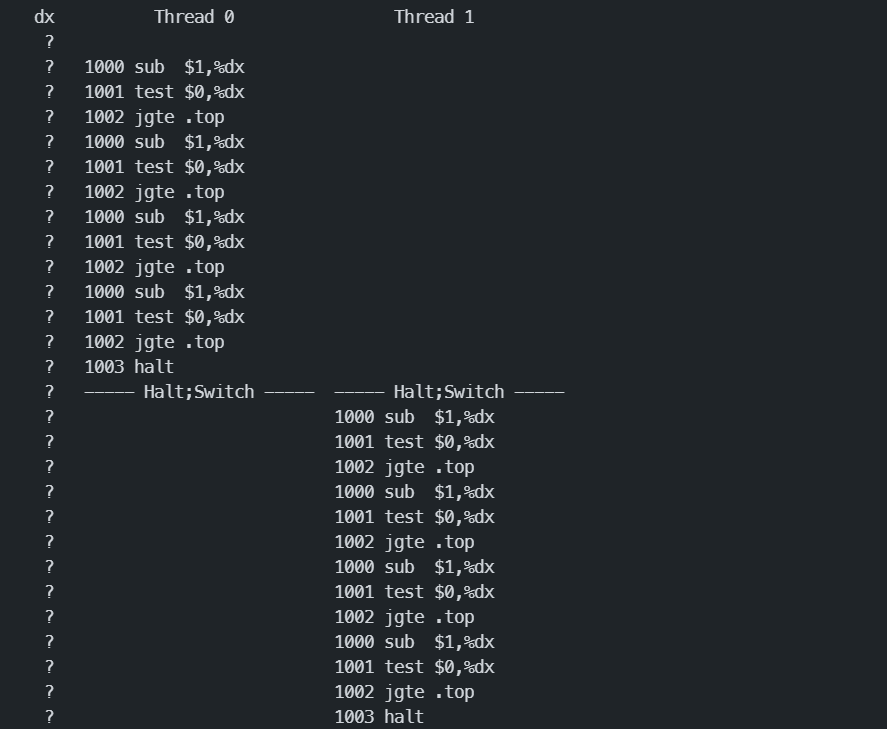 dx          Thread 0                Thread 1
 ?
 ?   1000 sub  $1,%dx
 ?   1001 test $0,%dx
 ?   1002 jgte .top
 ?   1000 sub  $1,%dx
 ?   1001 test $0,%dx
 ?   1002 jgte .top
 ?   1000 sub  $1,%dx
 ?   1001 test $0,%dx
 ?   1002 jgte .top
 ?   1000 sub  $1,%dx
 ?   1001 test $0,%dx
 ?   1002 jgte .top
 ?   1003 halt
 ?   ----- Halt;Switch -----  ----- Halt;Switch -----
 ?                            1000 sub  $1,%dx
 ?                            1001 test $0,%dx
 ?                            1002 jgte .top
 ?                            1000 sub  $1,%dx
 ?                            1001 test $0,%dx
 ?                            1002 jgte .top
 ?                            1000 sub  $1,%dx
 ?                            1001 test $0,%dx
 ?                            1002 jgte .top
 ?                            1000 sub  $1,%dx
 ?                            1001 test $0,%dx
 ?                            1002 jgte .top
 ?                            1003 halt